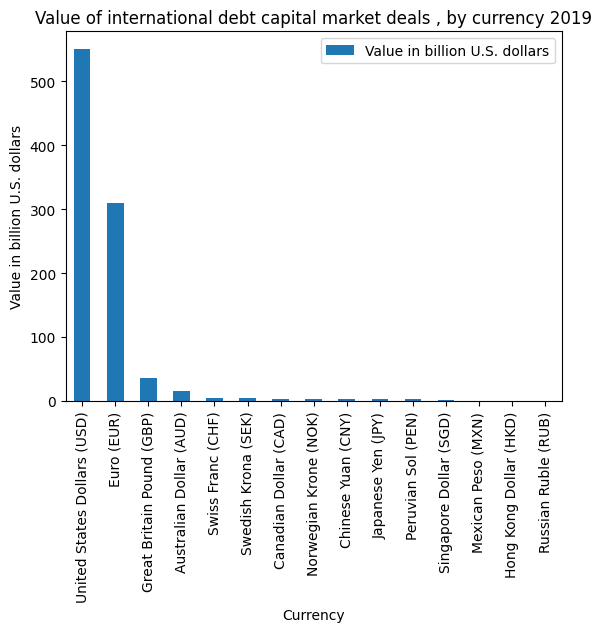 Value of international debt capital market deals , by currency 2019
Value in billion U.S. dollars
Value in billion U.S. dollars
500
400
300
200
100
0
United States Dollars (USD)
Euro (EUR)
Great Britain Pound (GBP)
Australian Dollar (AUD)
Swiss Franc (CHF)
Swedish Krona (SEK)
Canadian Dollar (CAD)
Norwegian Krone (NOK)
Chinese Yuan (CNY)
Japanese Yen (JPY)
Peruvian Sol (PEN)
Singapore Dollar (SGD)
Mexican Peso (MXN)
Hong Kong Dollar (HKD)
Russian Ruble (RUB)
Currency